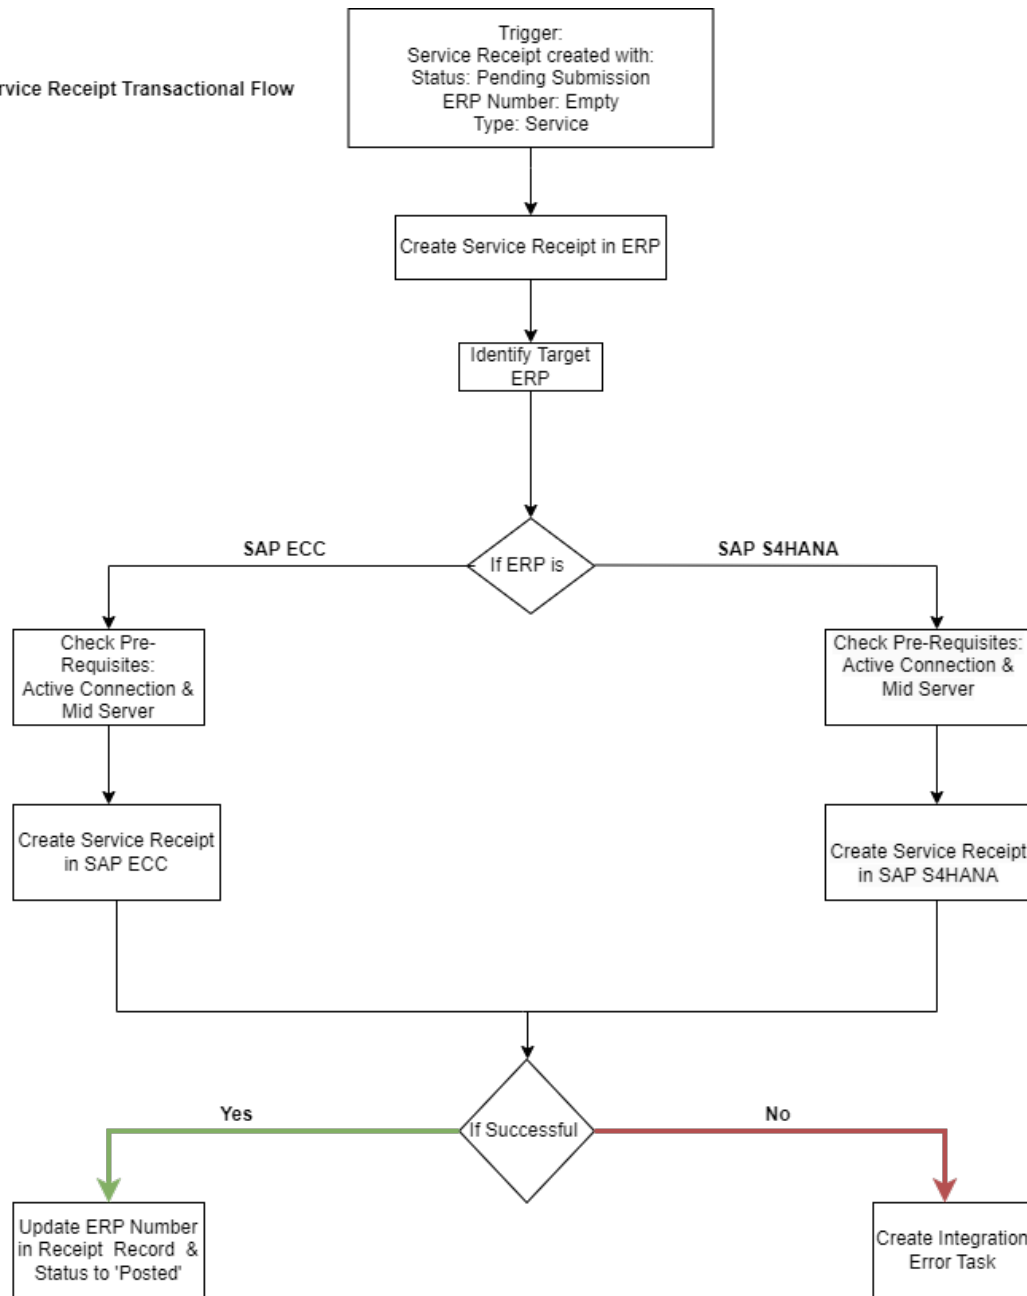 Trigger:
Service Receipt created with:
Status: Pending Submission
ERP Number: Empty
Type: Service
rvice Receipt Transactional Flow
Create Service Receipt in ERP
Identify Target
ERP
SAP ECC
SAP S4HANA
If ERP is
Check Pre-
Requisites:
Active Connection &
Mid Server
Check Pre-Requisites:
Active Connection &
Mid Server
Create Service Receipt
in SAP ECC
Create Service Receipt
in SAP S4HANA
Yes
No
If Successful
Update ERP Number
in Receipt Record &
Status to 'Posted'
Create Integration
Error Task